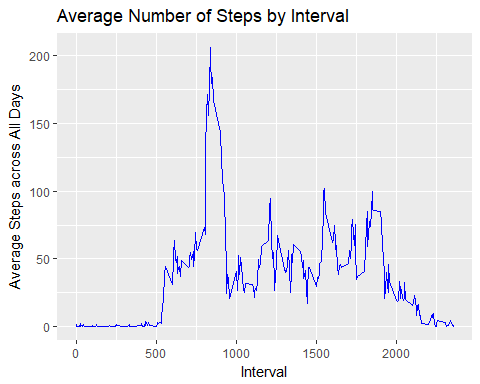 Average Number of Steps by Interval
Average Steps across All Days
200
150
100
50
0
0 500 1000 1500 2000
Interval